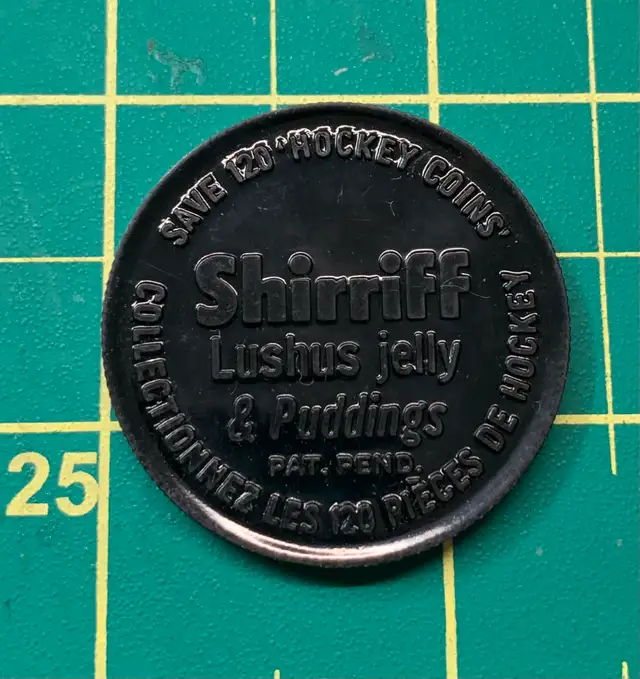 SAVE 120 'HOCKEY COINS'
Shirriff
Lushus jelly
& Puddings
PAT. PEND.
COLLECTIONNEZ LES 120 PIÈCES DE HOCKEY
25